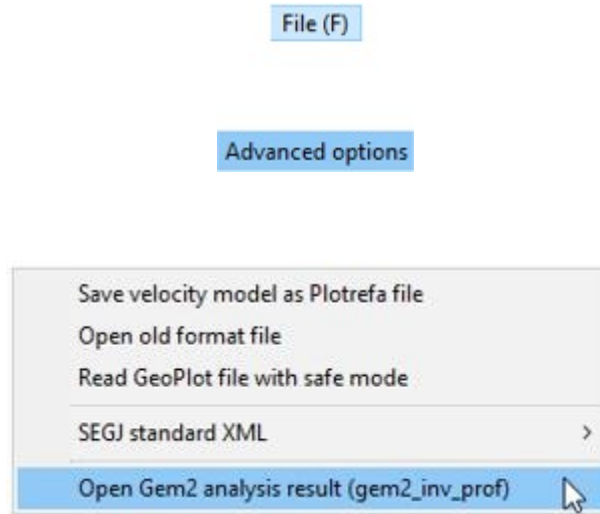 File (F)
Advanced options
Save velocity model as Plotrefa file
Open old format file
Read GeoPlot file with safe mode
SEGJ standard XML
Open Gem2 analysis result (gem2_inv_prof)